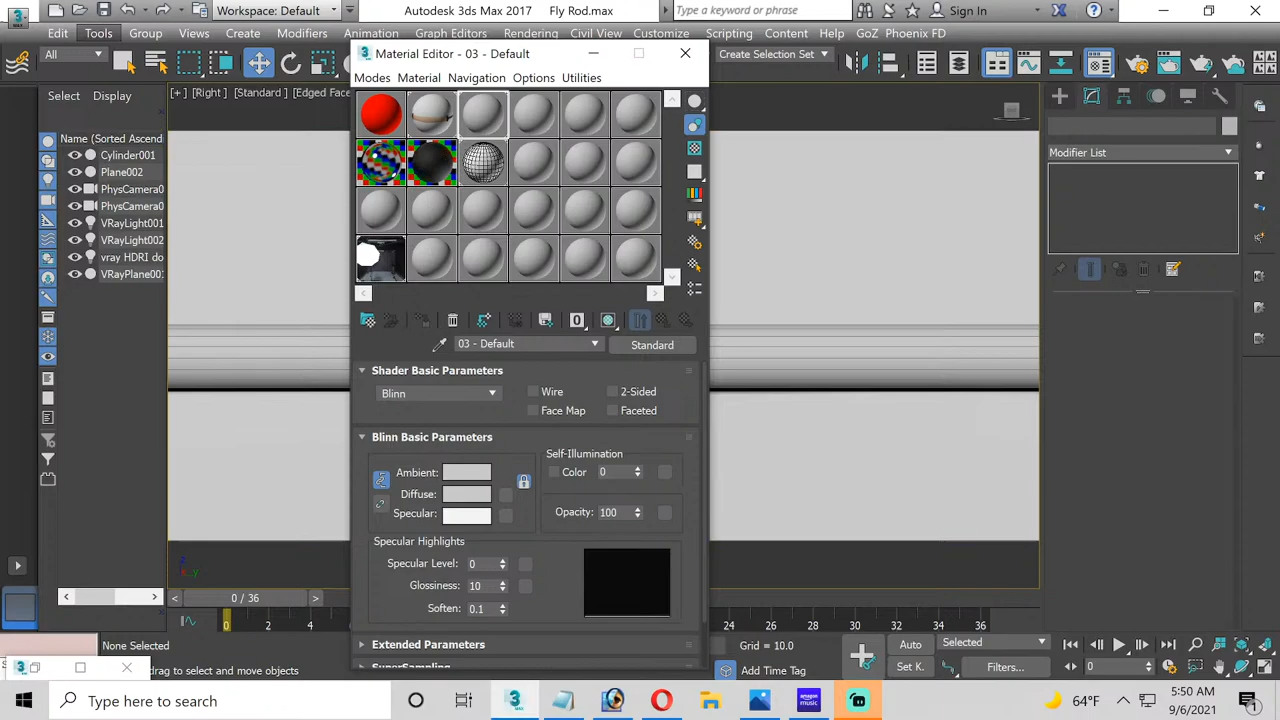 Workspace: Default
Autodesk 3ds Max 2017
Fly Rod.max
Type a keyword or phrase
Sign In
Edit
Tools
Group
Views
Create
Modifiers
Animation
Rendering
Civil View
Customize
Scripting
GoZ
Phoenix FD
All
Create Selection Set
Material Editor - 03 - Default
Modes
Material
Navigation
Options
Utilities
Select
Display
[+] [Right] [Standard] [Edged Face
Name (Sorted Ascend
Cylinder001
Plane002
PhysCamera0
PhysCamera0
VRayLight001
VRayLight002
vray HDRI do
VRayPlane00
Modifier List
03 - Default
Standard
Shader Basic Parameters
Blinn
Wire
2-Sided
Face Map
Faceted
Blinn Basic Parameters
Self-Illumination
Ambient:
Color
0
Diffuse:
Specular:
Opacity:
100
Specular Highlights
Specular Level:
0
Glossiness:
10
Soften:
0.1
Extended Parameters
SuperSampling
0 / 36
0
2
4
24
26
28
30
32
34
36
None Selected
drag to select and move objects
Grid = 10.0
Add Time Tag
Auto
Selected
Set K.
Filters...
0
Type here to search
amazon music
64°F
5:50 AM
9/6/2021